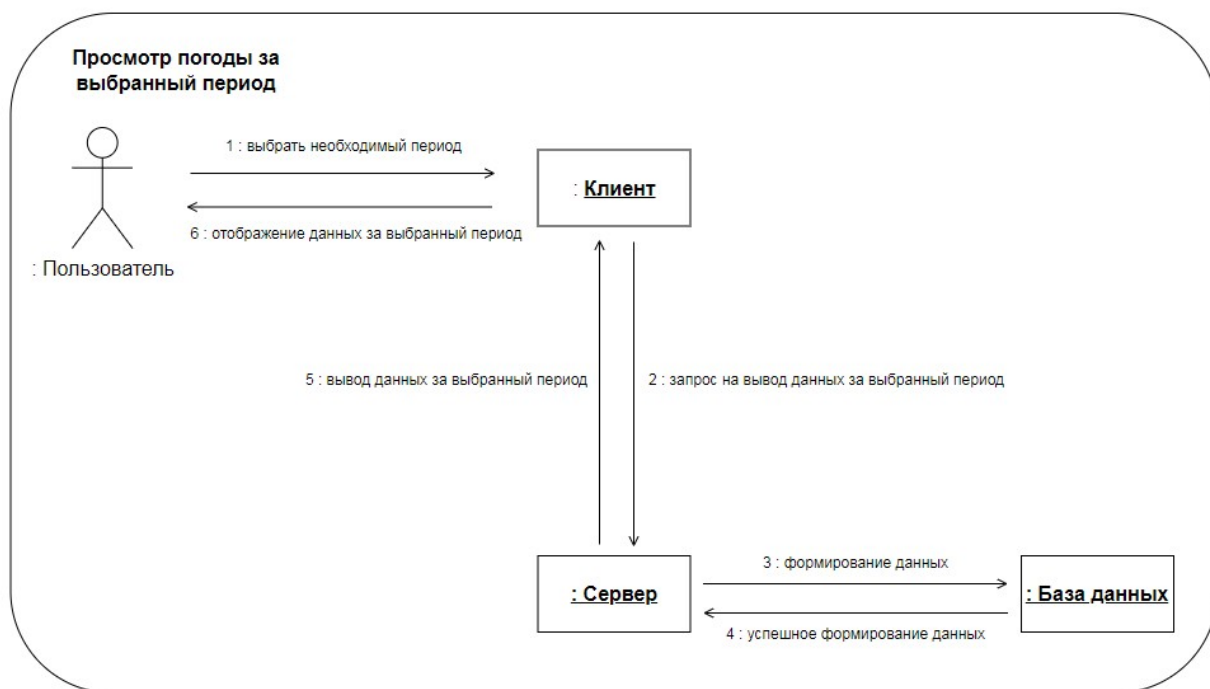 Просмотр погоды за
выбранный период
1 : выбрать необходимый период
: Клиент
6 : отображение данных за выбранный период
: Пользователь
5 : вывод данных за выбранный период
2 : запрос на вывод данных за выбранный период
3 : формирование данных
: Сервер
: База данных
4 : успешное формирование данных